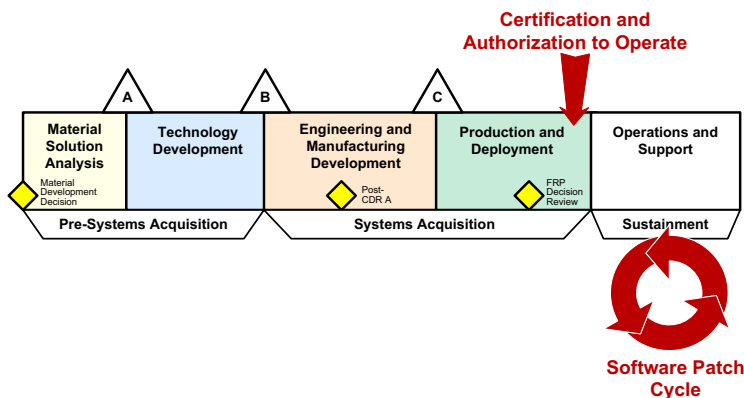 Certification and
Authorization to Operate
A
B
C
Material
Solution
Analysis
Technology
Development
Engineering and
Manufacturing
Development
Production and
Deployment
Operations and
Support
Material
Development
Decision
Post-
CDR A
FRP
Decision
Review
Pre-Systems Acquisition
Systems Acquisition
Sustainment
Software Patch
Cycle